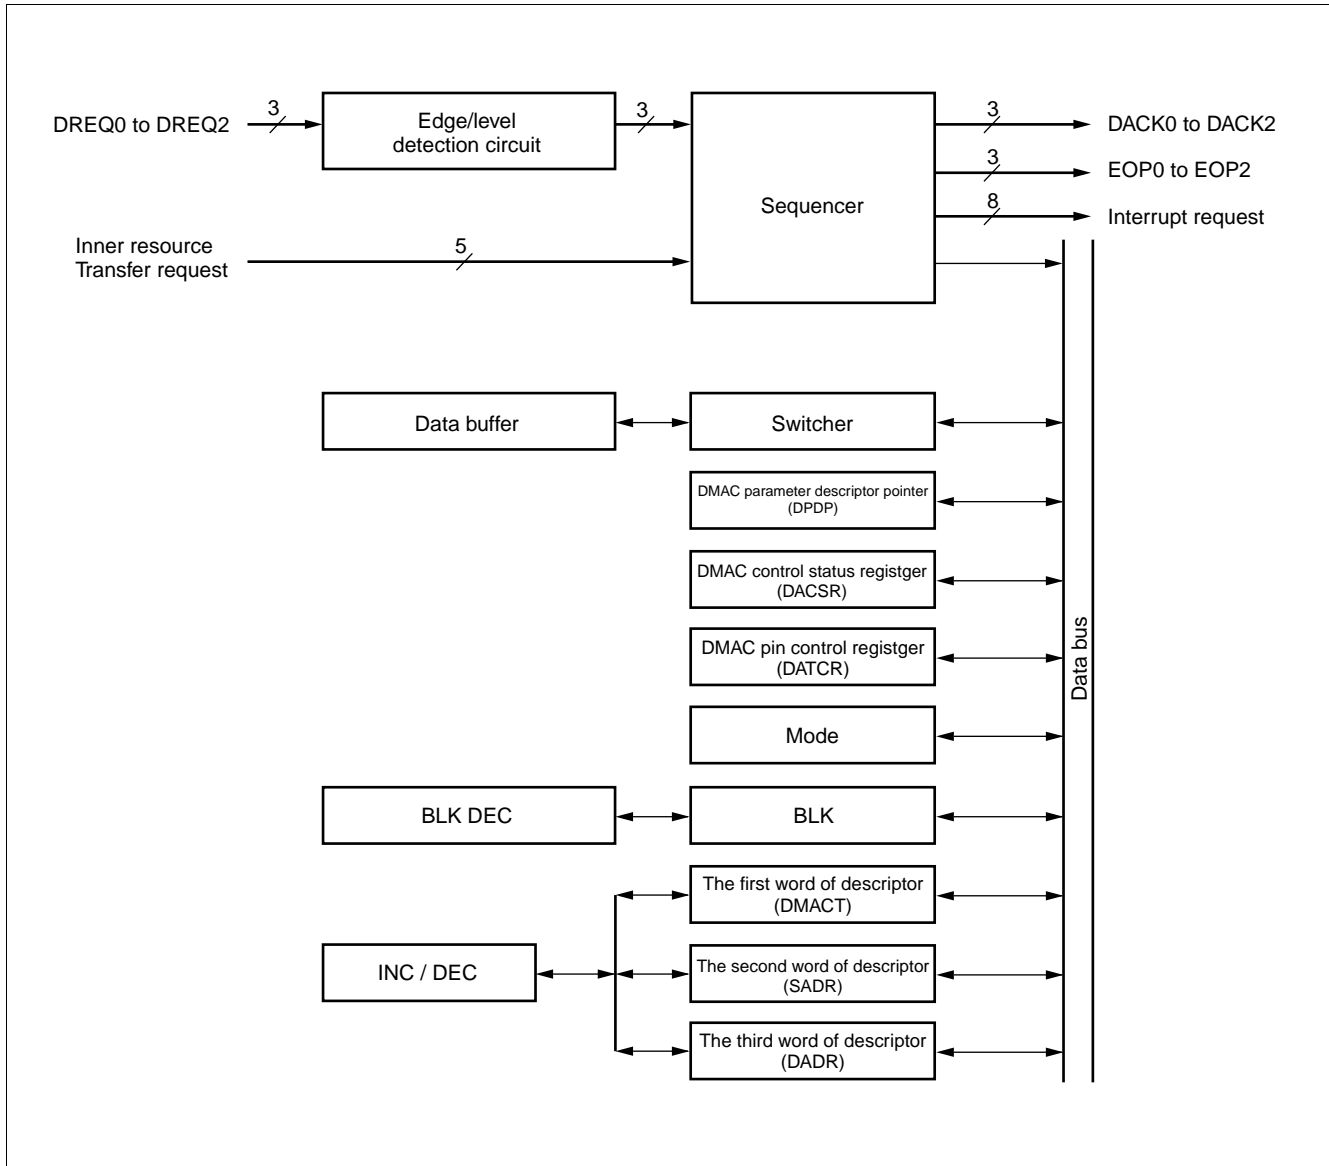 DREQ0 to DREQ2
3
Edge/level
detection circuit
3
Sequencer
3
DACK0 to DACK2
3
EOP0 to EOP2
8
Interrupt request
Inner resource
Transfer request
5
Data buffer
Switcher
DMAC parameter descriptor pointer
(DPDP)
DMAC control status registger
(DACSR)
DMAC pin control registger
(DATCR)
Data bus
Mode
BLK DEC
BLK
The first word of descriptor
(DMACT)
INC / DEC
The second word of descriptor
(SADR)
The third word of descriptor
(DADR)